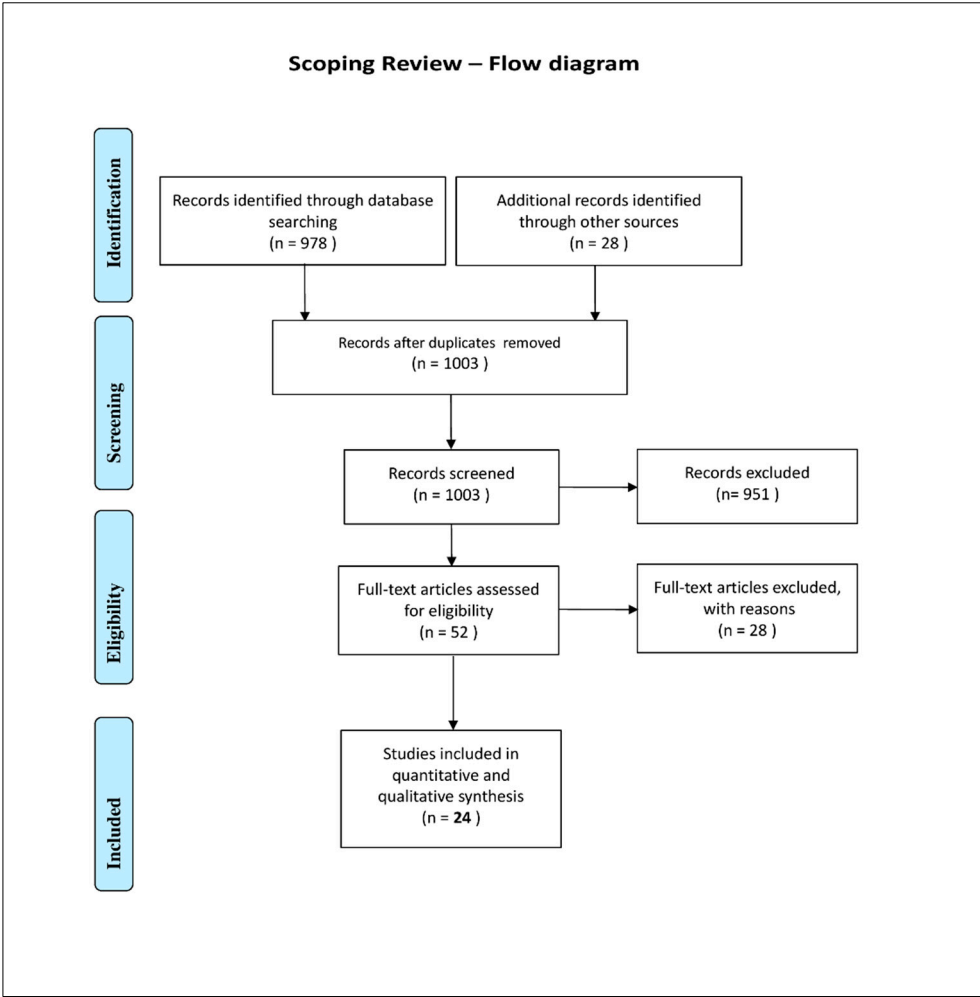 Scoping Review – Flow diagram
Identification
Records identified through database
searching
(n = 978 )
Additional records identified
through other sources
(n = 28 )
Screening
Records after duplicates removed
(n = 1003 )
Records screened
(n = 1003 )
Records excluded
(n= 951 )
Eligibility
Full-text articles assessed
for eligibility
(n = 52 )
Full-text articles excluded,
with reasons
(n = 28 )
Included
Studies included in
quantitative and
qualitative synthesis
(n = 24 )